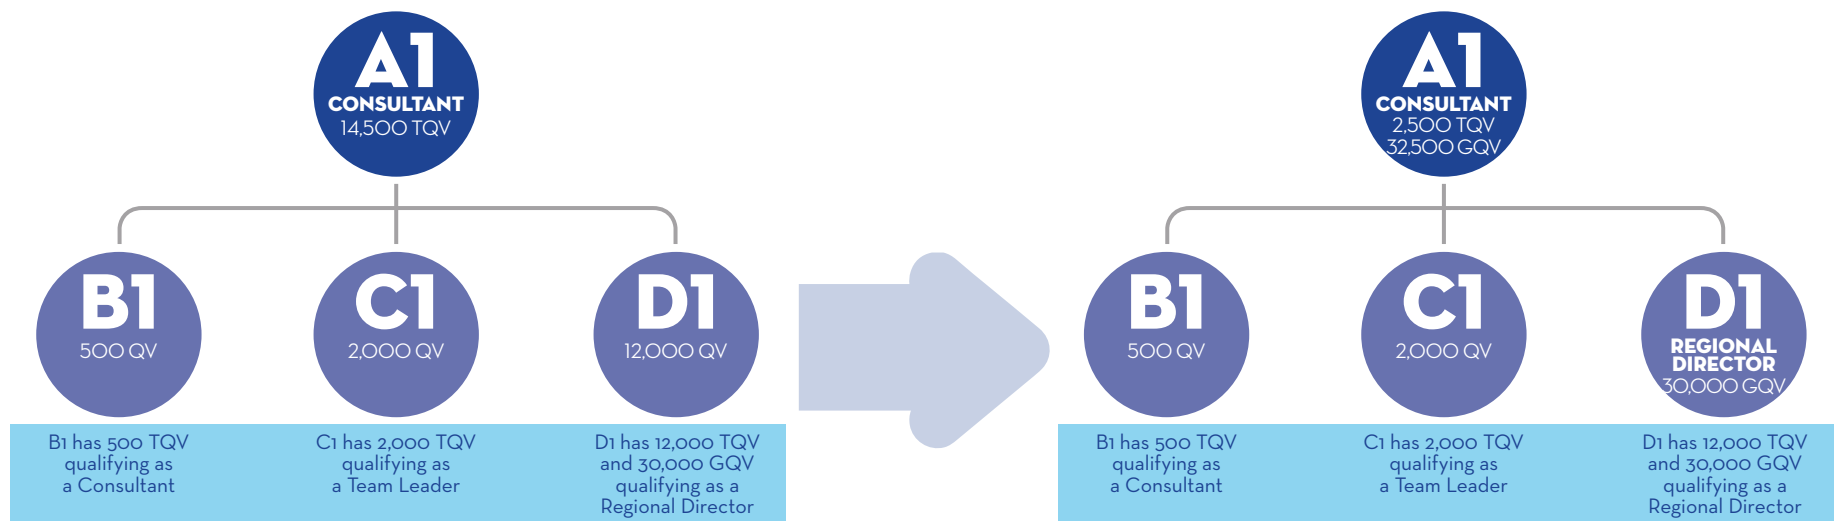 A1
CONSULTANT
14,500 TQV
B1
500 QV
C1
2,000 QV
D1
12,000 QV
B1 has 500 TQV
qualifying as
a Consultant
C1 has 2,000 TQV
qualifying as
a Team Leader
D1 has 12,000 TQV
and 30,000 GQV
qualifying as a
Regional Director
A1
CONSULTANT
2,500 TQV
32,500 GQV
B1
500 QV
C1
2,000 QV
D1
REGIONAL
DIRECTOR
30,000 GQV
B1 has 500 TQV
qualifying as
a Consultant
C1 has 2,000 TQV
qualifying as
a Team Leader
D1 has 12,000 TQV
and 30,000 GQV
qualifying as a
Regional Director